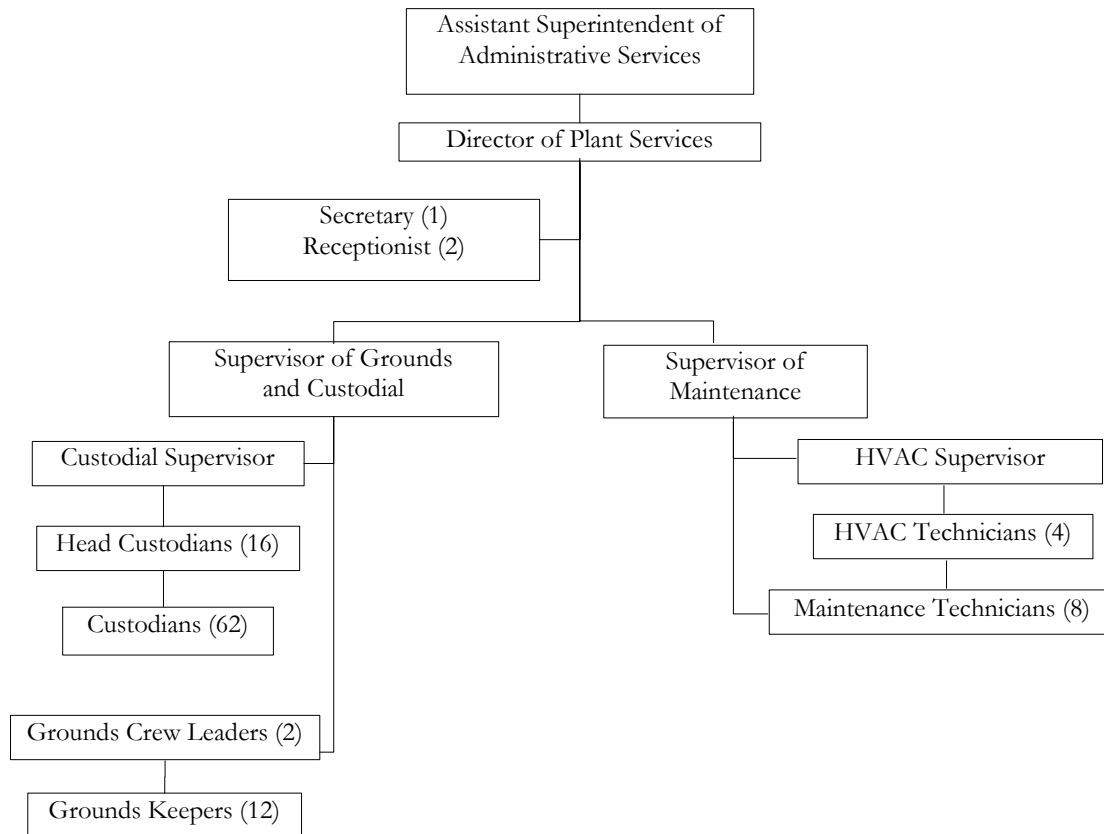 Assistant Superintendent of
Administrative Services
Director of Plant Services
Secretary (1)
Receptionist (2)
Supervisor of Grounds
and Custodial
Supervisor of
Maintenance
Custodial Supervisor
HVAC Supervisor
Head Custodians (16)
HVAC Technicians (4)
Custodians (62)
Maintenance Technicians (8)
Grounds Crew Leaders (2)
Grounds Keepers (12)